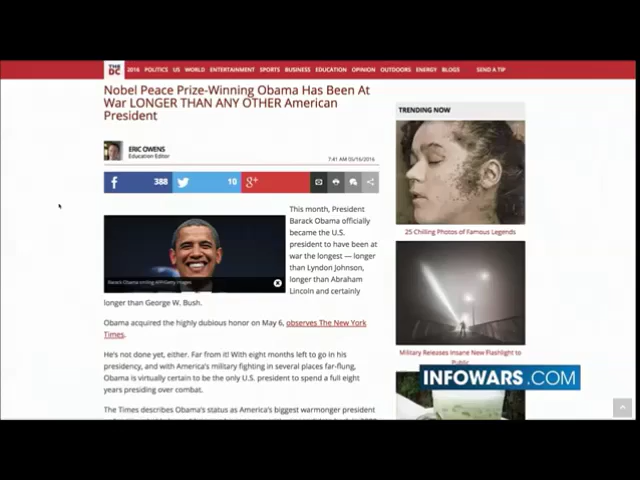 THE
DC
2016 POLITICS US WORLD ENTERTAINMENT SPORTS BUSINESS EDUCATION OPINION OUTDOORS ENERGY BLOGS SEND A TIP
Nobel Peace Prize-Winning Obama Has Been At
War LONGER THAN ANY OTHER American
President
ERIC OWENS
Education Editor
7:41 AM 05/16/2016
f 388 10 g+
This month, President
Barack Obama officially
became the U.S.
president to have been at
war the longest — longer
than Lyndon Johnson,
longer than Abraham
Lincoln and certainly
longer than George W. Bush.
Obama acquired the highly dubious honor on May 6, observes The New York
Times.
He's not done yet, either. Far from it! With eight months left to go in his
presidency, and with America's military fighting in several places far-flung,
Obama is virtually certain to be the only U.S. president to spend a full eight
years presiding over combat.
The Times describes Obama's status as America's biggest warmonger president
TRENDING NOW
25 Chilling Photos of Famous Legends
Military Releases Insane New Flashlight to
Public
INFOWARS.COM